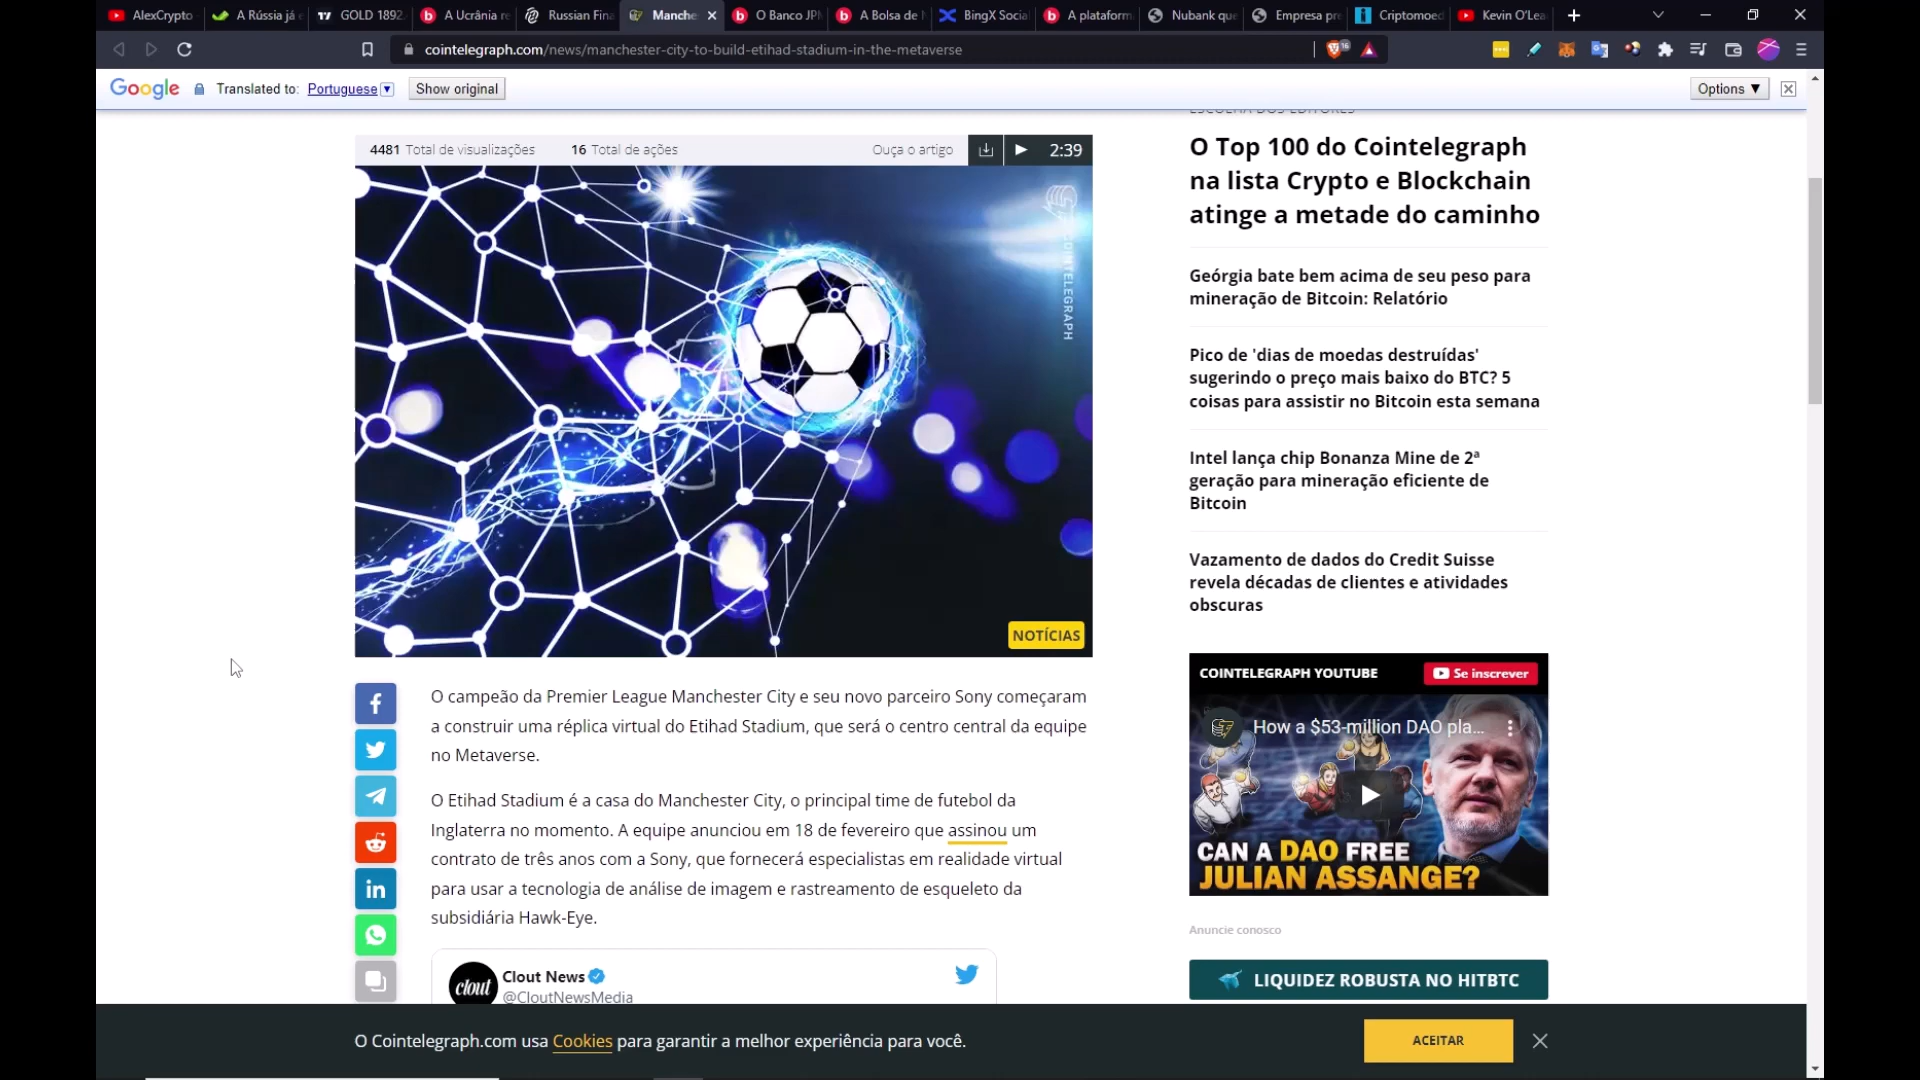 AlexCrypto
A Rússia já
GOLD 1892.
A Ucrânia re
Russian Fina
Manche
O Banco JPM
A Bolsa de
BingX Social
A plataform
Nubank que
Empresa pre
Criptomoed
Kevin O'Lea
cointelegraph.com/news/manchester-city-to-build-etihad-stadium-in-the-metaverse
Google Translated to: Portuguese Show original
Options ▼
4481 Total de visualizações 16 Total de ações Ouça o artigo 2:39
COINTELEGRAPH
NOTÍCIAS
O campeão da Premier League Manchester City e seu novo parceiro Sony começaram
a construir uma réplica virtual do Etihad Stadium, que será o centro central da equipe
no Metaverse.
O Etihad Stadium é a casa do Manchester City, o principal time de futebol da
Inglaterra no momento. A equipe anunciou em 18 de fevereiro que assinou um
contrato de três anos com a Sony, que fornecerá especialistas em realidade virtual
para usar a tecnologia de análise de imagem e rastreamento de esqueleto da
subsidiária Hawk-Eye.
clout
Clout News
@CloutNewsMedia
ESCOLHA DOS EDITORES
O Top 100 do Cointelegraph
na lista Crypto e Blockchain
atinge a metade do caminho
Geórgia bate bem acima de seu peso para
mineração de Bitcoin: Relatório
Pico de 'dias de moedas destruídas'
sugerindo o preço mais baixo do BTC? 5
coisas para assistir no Bitcoin esta semana
Intel lança chip Bonanza Mine de 2ª
geração para mineração eficiente de
Bitcoin
Vazamento de dados do Credit Suisse
revela décadas de clientes e atividades
obscuras
COINTELEGRAPH YOUTUBE Se inscrever
How a $53-million DAO pla...
CAN A DAO FREE
JULIAN ASSANGE?
Anuncie conosco
LIQUIDEZ ROBUSTA NO HITBTC
O Cointelegraph.com usa Cookies para garantir a melhor experiência para você.
ACEITAR